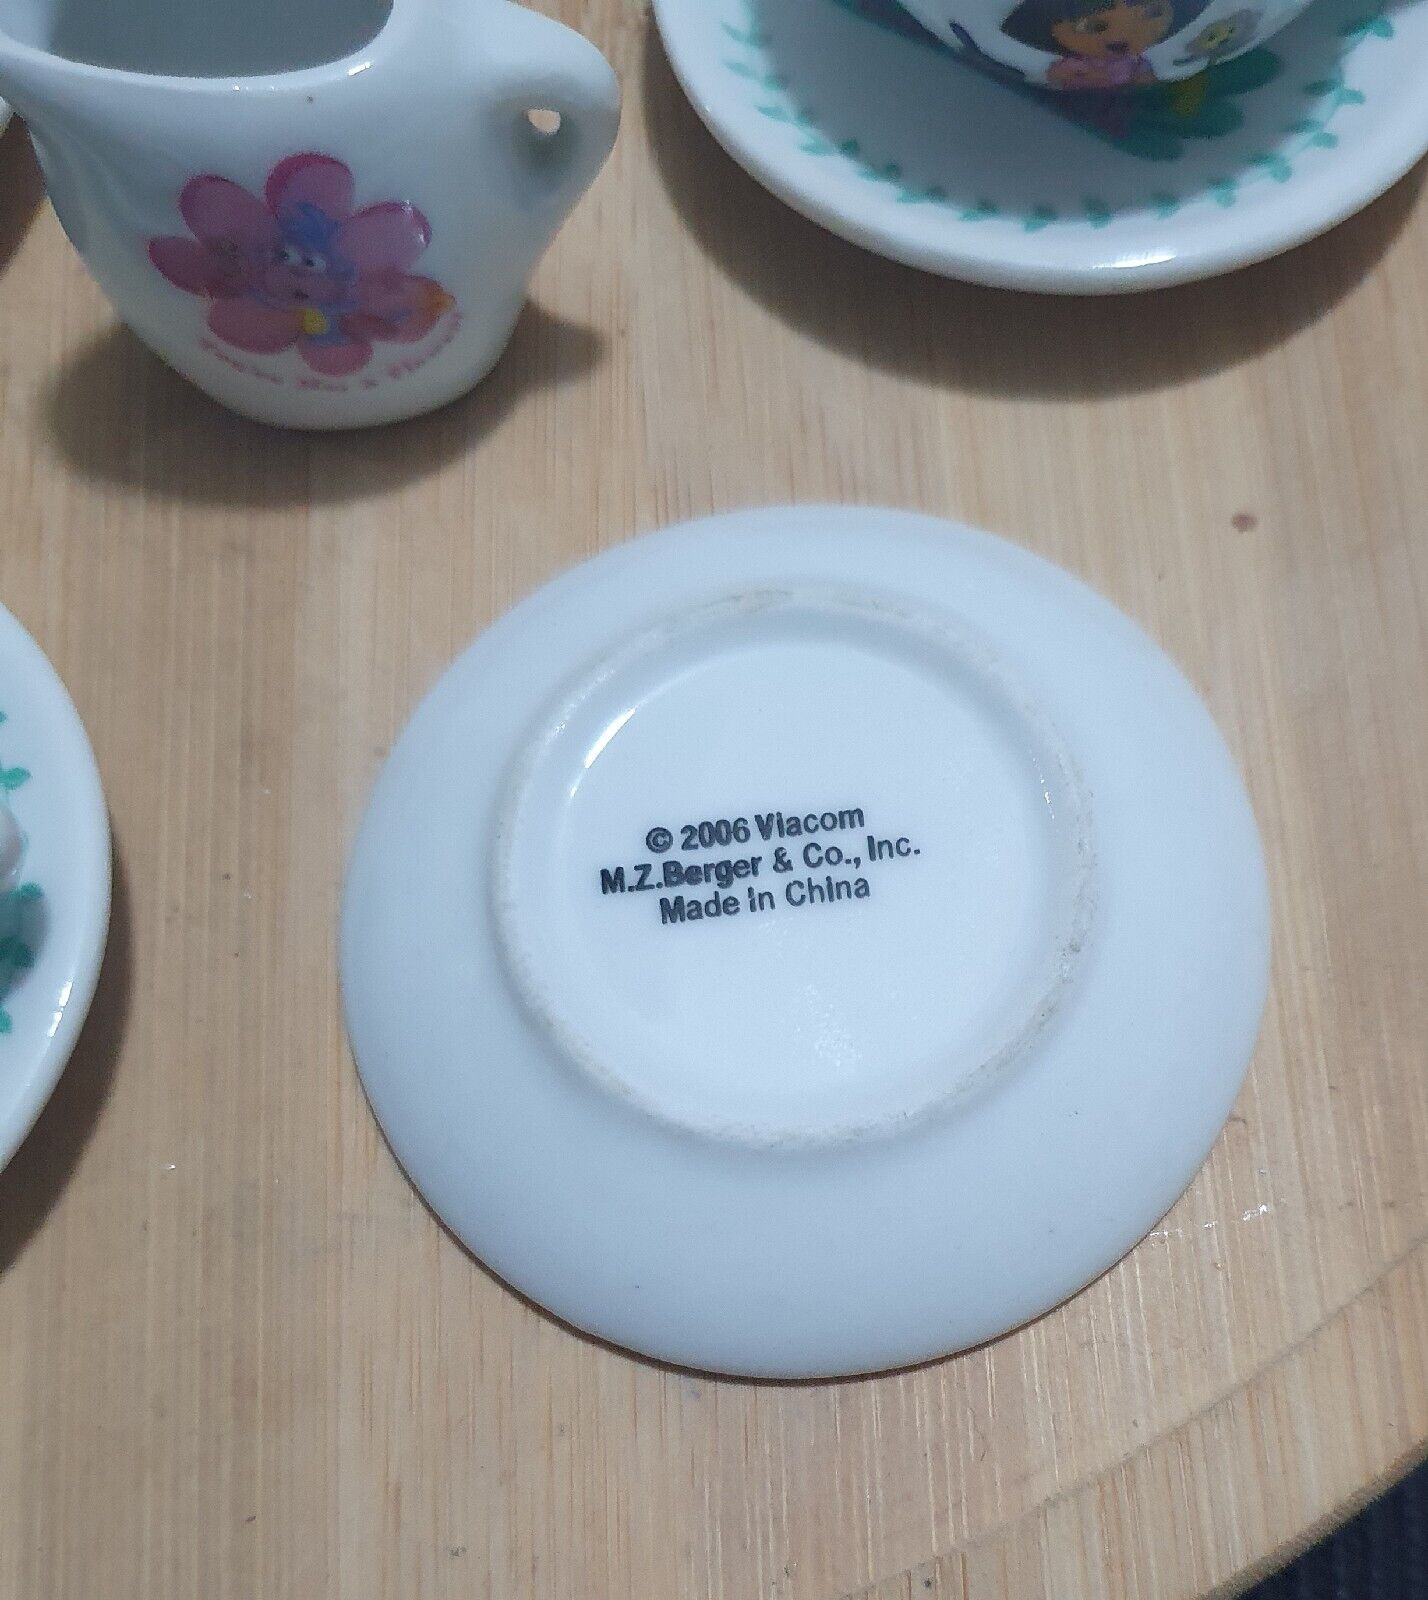 © 2006 Viacom
M.Z.Berger & Co., Inc.
Made in China